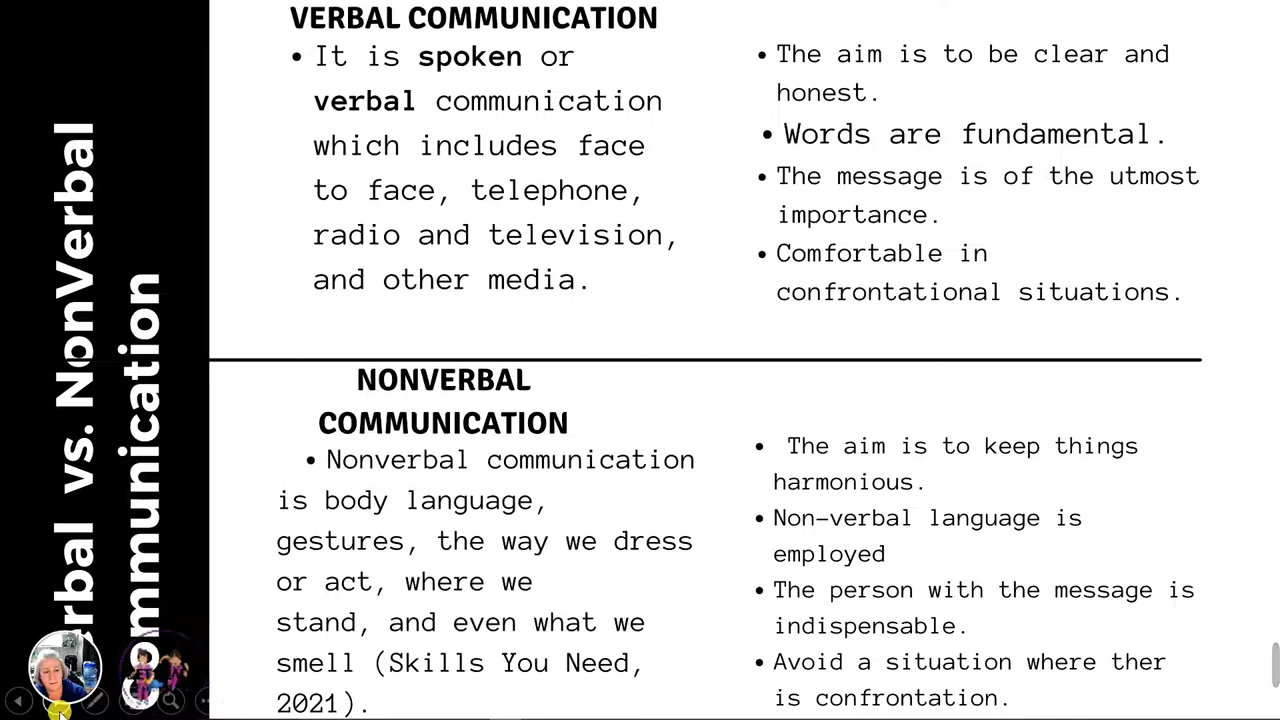 erbal vs. NonVerbal
Communication
VERBAL COMMUNICATION
• It is spoken or
verbal communication
which includes face
to face, telephone,
radio and television,
and other media.
• The aim is to be clear and
honest.
• Words are fundamental.
• The message is of the utmost
importance.
• Comfortable in
confrontational situations.
NONVERBAL
COMMUNICATION
• Nonverbal communication
is body language,
gestures, the way we dress
or act, where we
stand, and even what we
smell (Skills You Need,
2021).
• The aim is to keep things
harmonious.
• Non-verbal language is
employed
• The person with the message is
indispensable.
• Avoid a situation where ther
is confrontation.